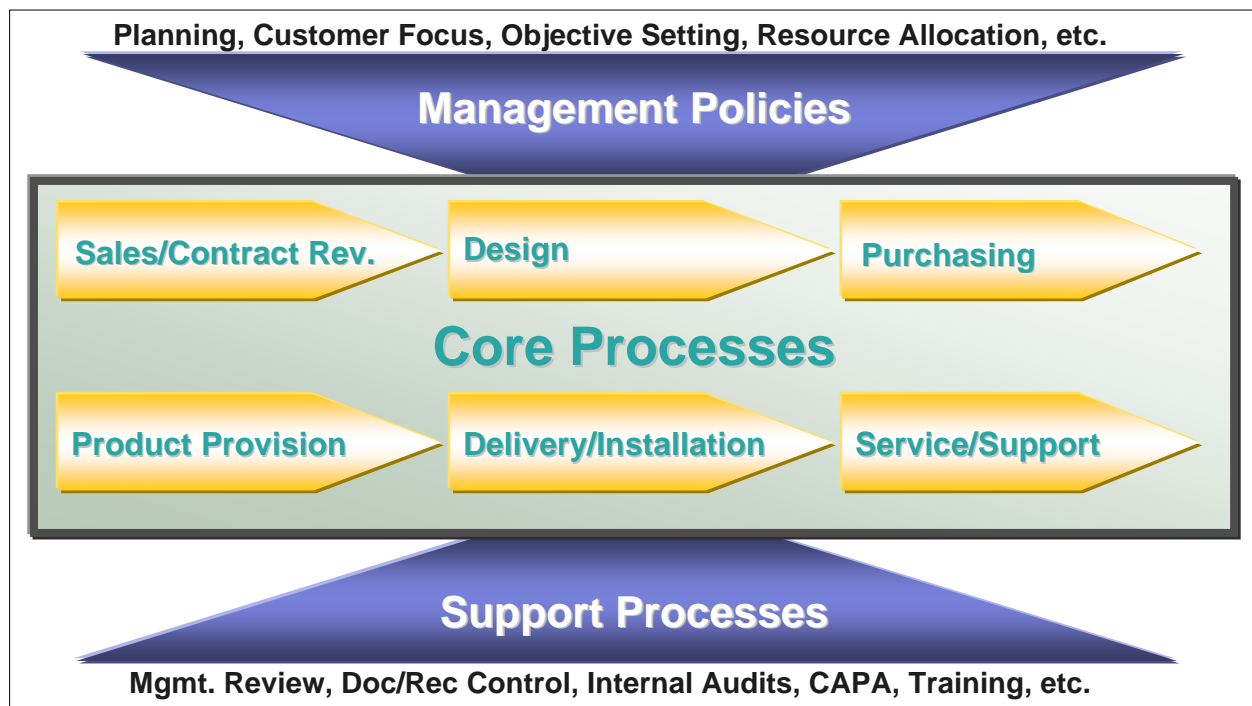 Planning, Customer Focus, Objective Setting, Resource Allocation, etc.
Management Policies
Sales/Contract Rev.
Design
Purchasing
Core Processes
Product Provision
Delivery/Installation
Service/Support
Support Processes
Mgmt. Review, Doc/Rec Control, Internal Audits, CAPA, Training, etc.